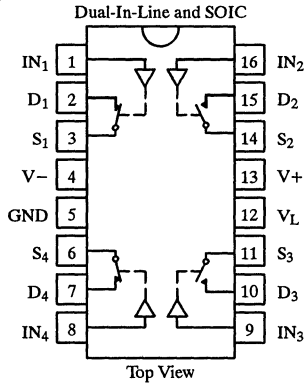 Dual-In-Line and SOIC
IN₁ 1 16 IN₂
D₁ 2 15 D₂
S₁ 3 14 S₂
V− 4 13 V+
GND 5 12 V_L
S₄ 6 11 S₃
D₄ 7 10 D₃
IN₄ 8 9 IN₃
Top View